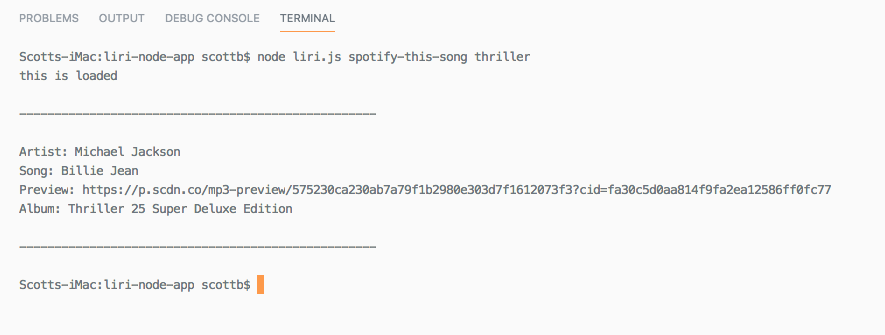 PROBLEMS OUTPUT DEBUG CONSOLE TERMINAL
Scotts-iMac:liri-node-app scottb$ node liri.js spotify-this-song thriller
this is loaded
---------------------------------------------------
Artist: Michael Jackson
Song: Billie Jean
Preview: https://p.scdn.co/mp3-preview/575230ca230ab7a79f1b2980e303d7f1612073f3?cid=fa30c5d0aa814f9fa2ea12586ff0fc77
Album: Thriller 25 Super Deluxe Edition
---------------------------------------------------
Scotts-iMac:liri-node-app scottb$